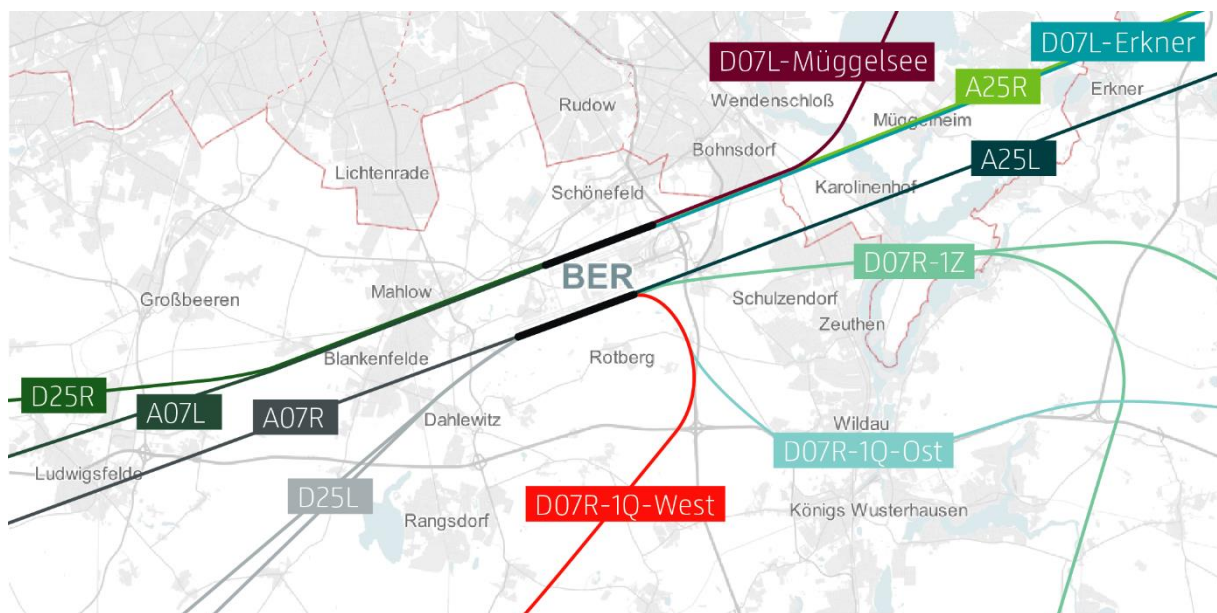 D07L-Erkner
D07L-Müggelsee
A25R
Erkner
Wendenschloß
Rudow
Müggelheim
Bohnsdorf
A25L
Lichtenrade
Schönefeld
Karolinenhof
D07R-1Z
BER
Mahlow
Großbeeren
Schulzendorf
Zeuthen
Blankenfelde
Rotberg
D25R
A07L
A07R
Dahlewitz
Wildau
D07R-1Q-Ost
Ludwigsfelde
D25L
D07R-1Q-West
Königs Wusterhausen
Rangsdorf